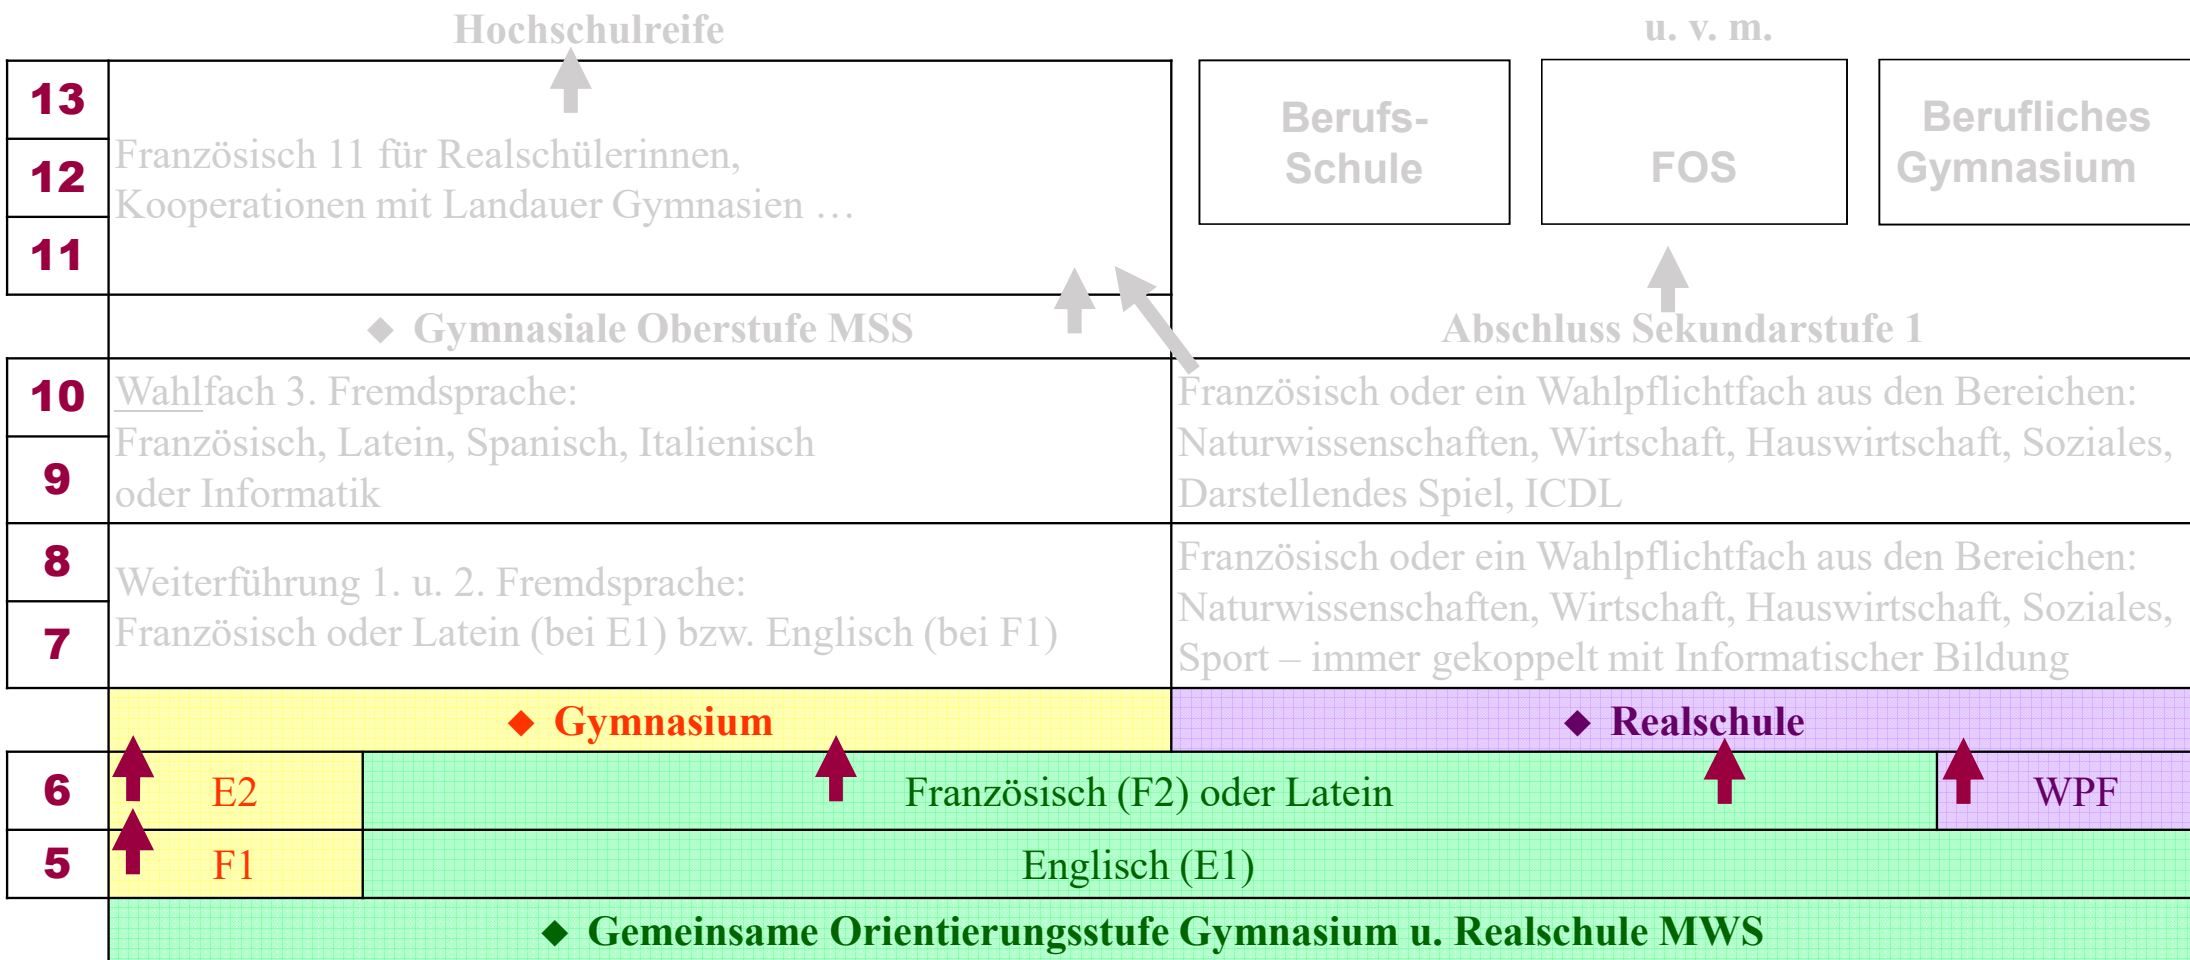 Hochschulreife
u. v. m.
13
12
11
Französisch 11 für Realschülerinnen,
Kooperationen mit Landauer Gymnasien …
Berufs-
Schule
FOS
Berufliches
Gymnasium
◆ Gymnasiale Oberstufe MSS
Abschluss Sekundarstufe 1
10
9
Wahlfach 3. Fremdsprache:
Französisch, Latein, Spanisch, Italienisch
oder Informatik
Französisch oder ein Wahlpflichtfach aus den Bereichen:
Naturwissenschaften, Wirtschaft, Hauswirtschaft, Soziales,
Darstellendes Spiel, ICDL
8
7
Weiterführung 1. u. 2. Fremdsprache:
Französisch oder Latein (bei E1) bzw. Englisch (bei F1)
Französisch oder ein Wahlpflichtfach aus den Bereichen:
Naturwissenschaften, Wirtschaft, Hauswirtschaft, Soziales,
Sport – immer gekoppelt mit Informatischer Bildung
◆ Gymnasium
◆ Realschule
6
E2
Französisch (F2) oder Latein
WPF
5
F1
Englisch (E1)
◆ Gemeinsame Orientierungsstufe Gymnasium u. Realschule MWS